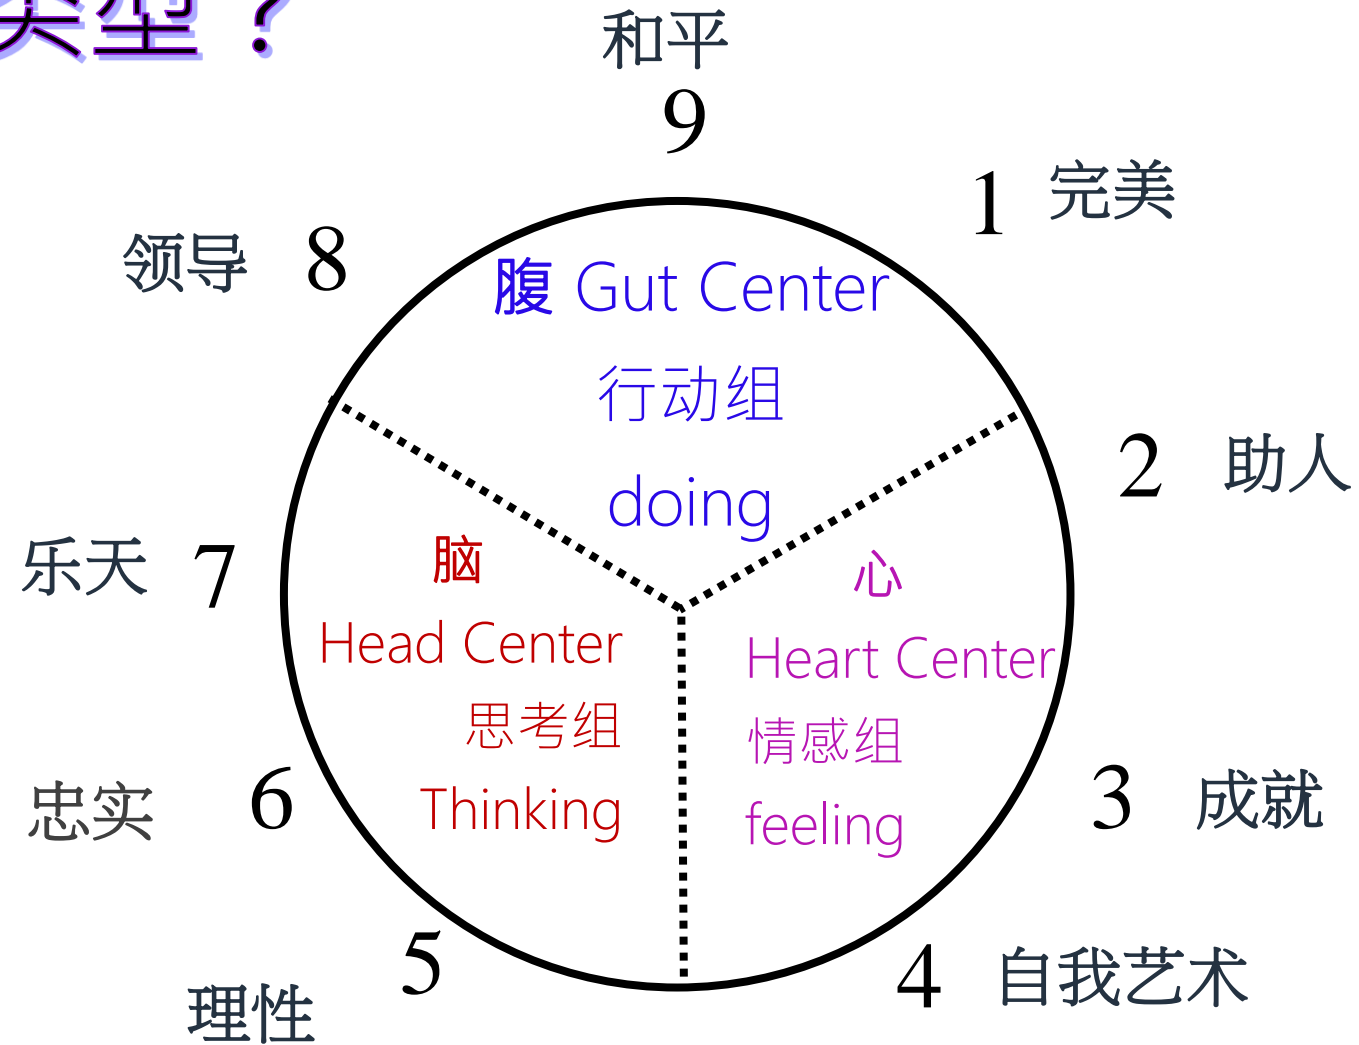 类型？
和平
9
1 完美
领导 8
腹 Gut Center
行动组
doing
2 助人
乐天 7
脑
Head Center
思考组
Thinking
心
Heart Center
情感组
feeling
忠实 6
3 成就
5
理性
4 自我艺术